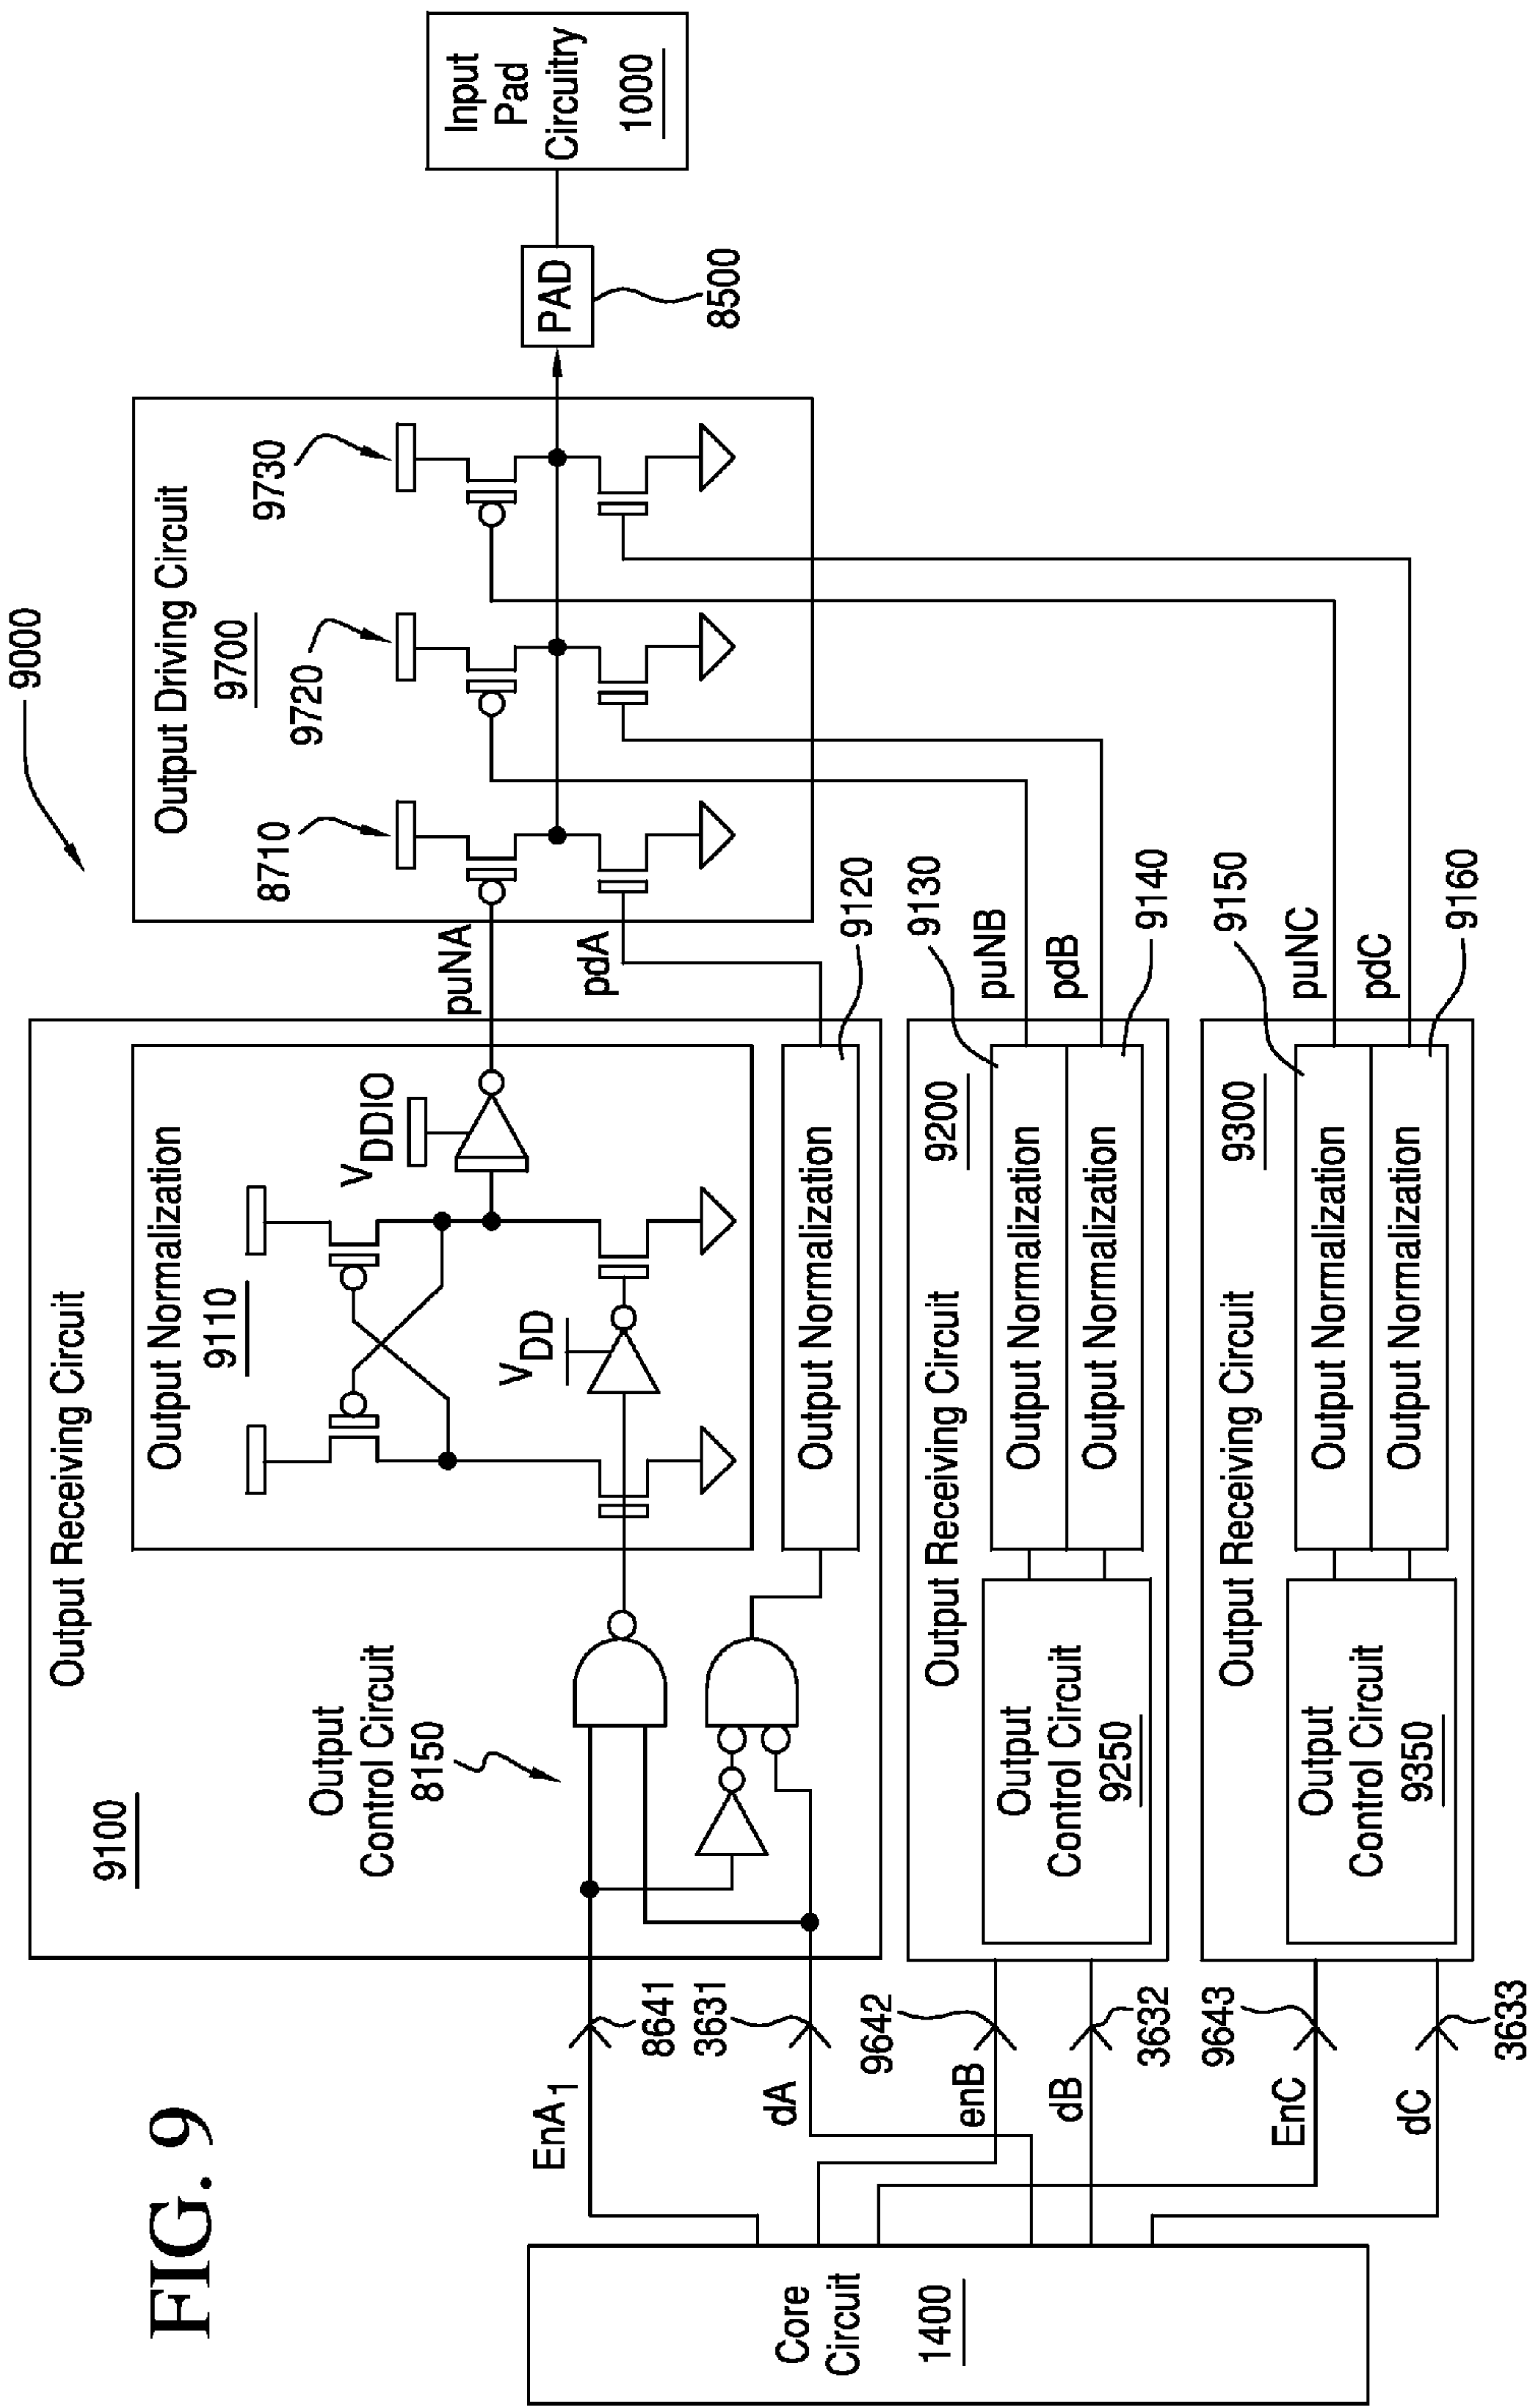 FIG. 9
9000
Core
Circuit
1400
EnA1
8641
dA
3631
enB
9642
dB
3632
EnC
9643
dC
3633
Output Receiving Circuit
9100
Output
Control Circuit
8150
Output Normalization
9110
VDD
VDDIO
Output Normalization
9120
puNA
pdA
Output Receiving Circuit
9200
Output
Control Circuit
9250
Output Normalization
Output Normalization
9130
9140
puNB
pdB
Output Receiving Circuit
9300
Output
Control Circuit
9350
Output Normalization
Output Normalization
9150
9160
puNC
pdC
Output Driving Circuit
9700
8710
9720
9730
PAD
8500
Input
Pad
Circuitry
1000